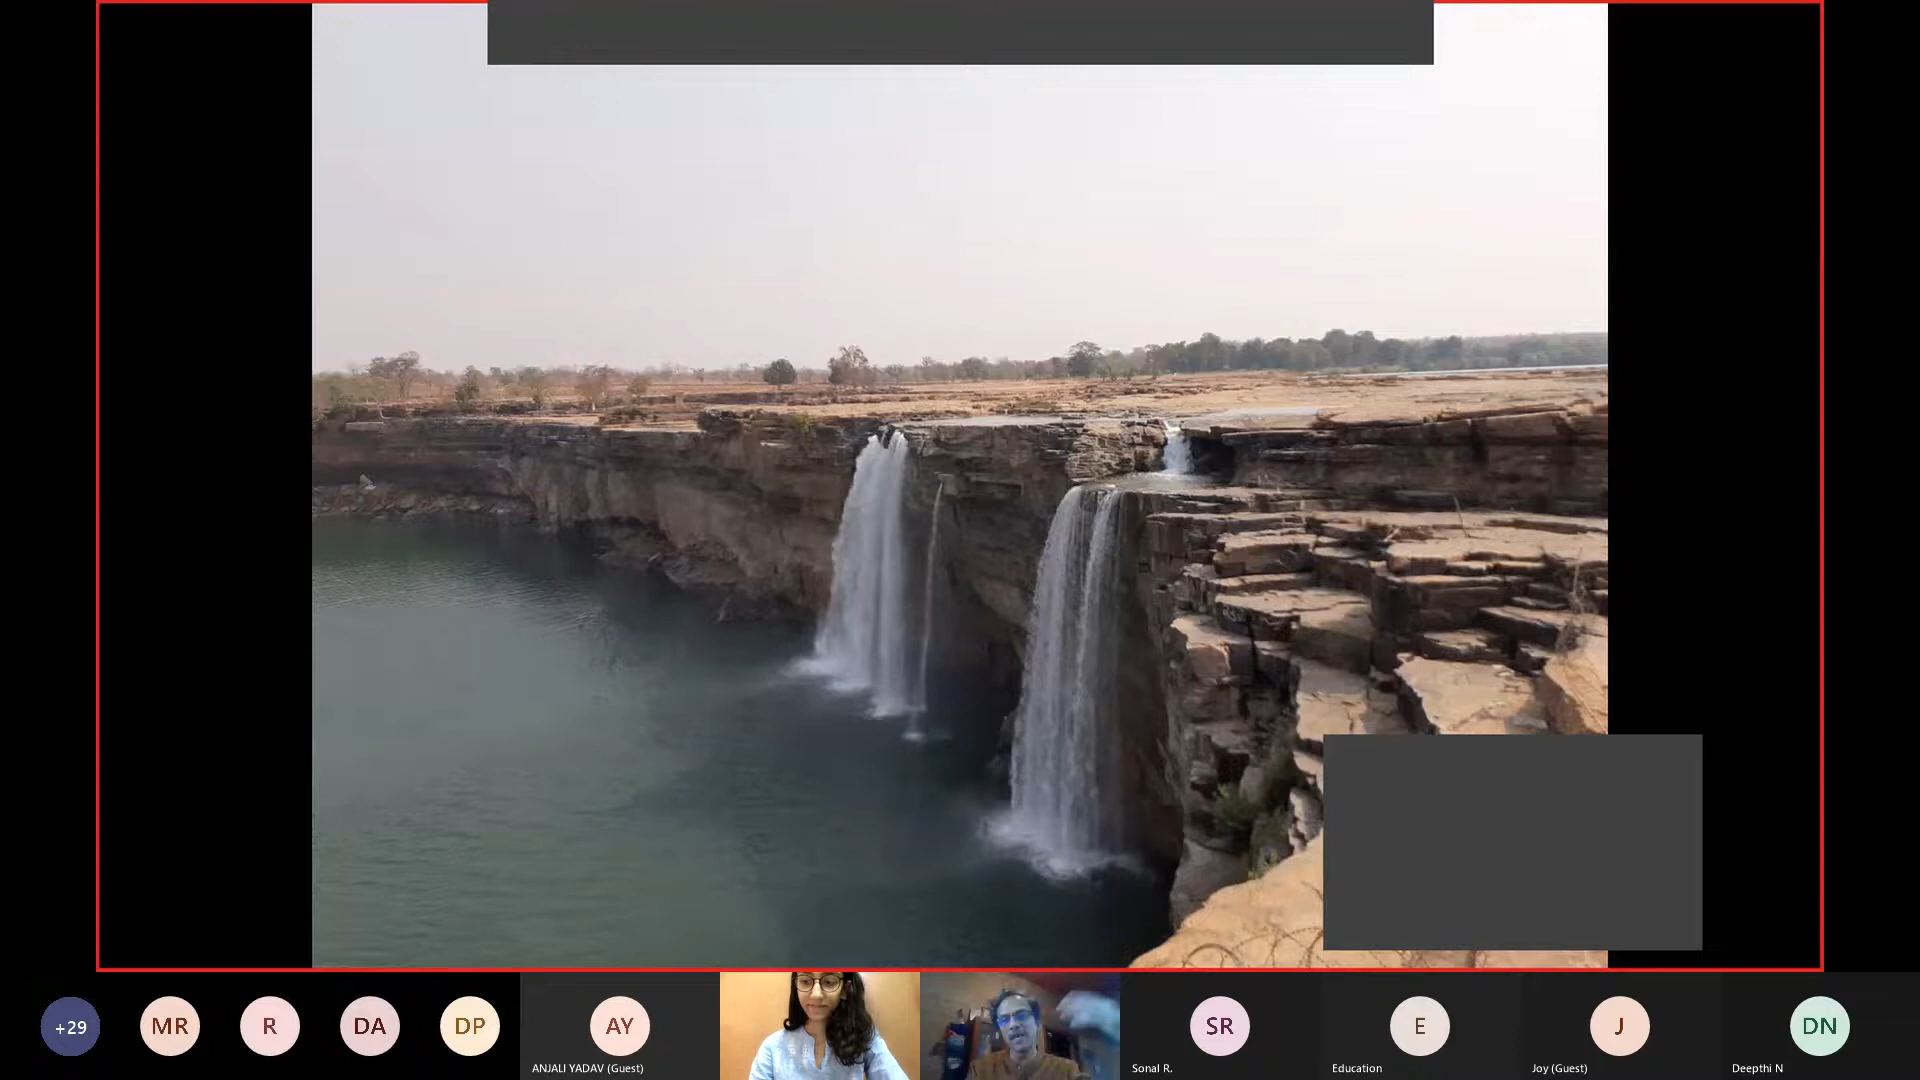 +29
MR
R
DA
DP
AY
ANJALI YADAV (Guest)
SR
Sonal R.
E
Education
J
Joy (Guest)
DN
Deepthi N